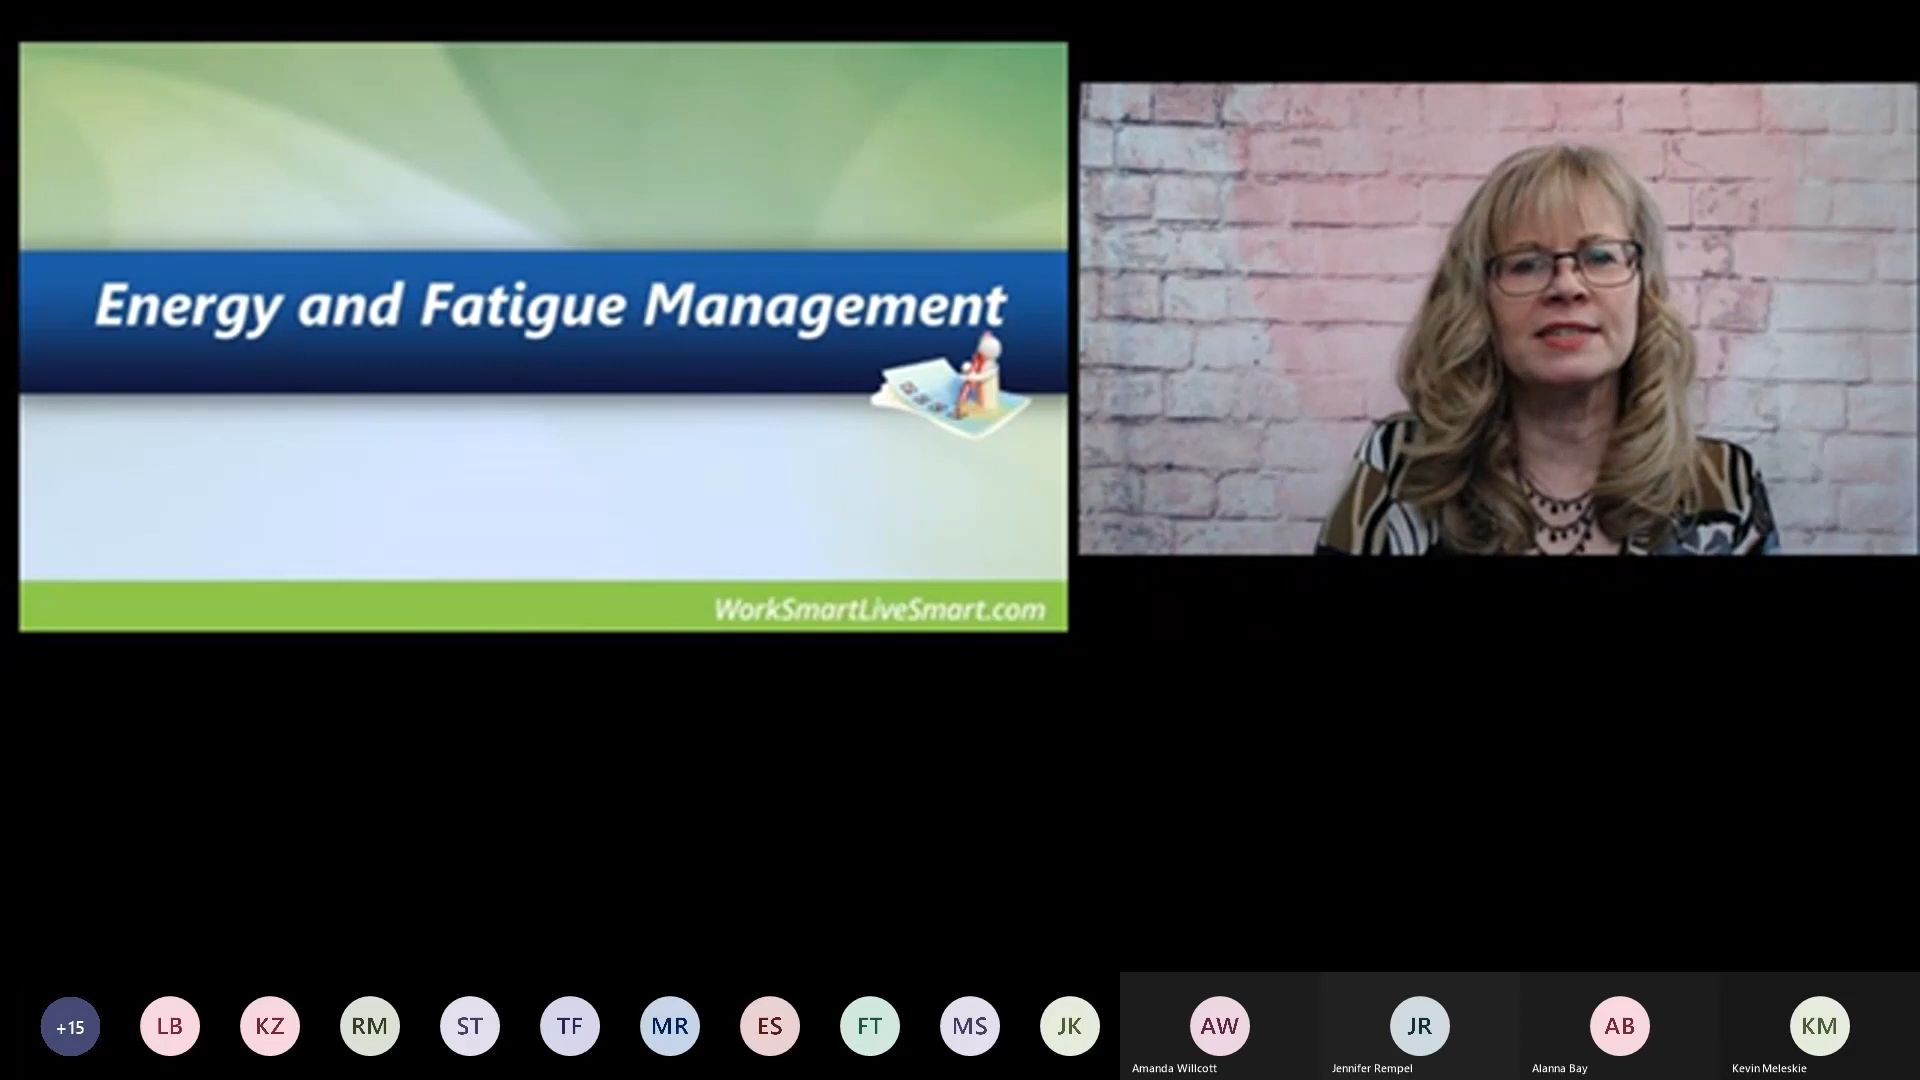 Energy and Fatigue Management
WorkSmartLiveSmart.com
+15
LB
KZ
RM
ST
TF
MR
ES
FT
MS
JK
AW
JR
AB
KM
Amanda Willcott
Jennifer Rempel
Alanna Bay
Kevin Meleskie